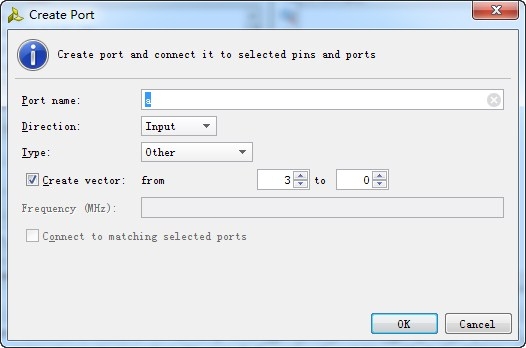 Create Port
Create port and connect it to selected pins and ports
Port name: a
Direction: Input
Type: Other
Create vector: from 3 to 0
Frequency (MHz):
Connect to matching selected ports
OK Cancel